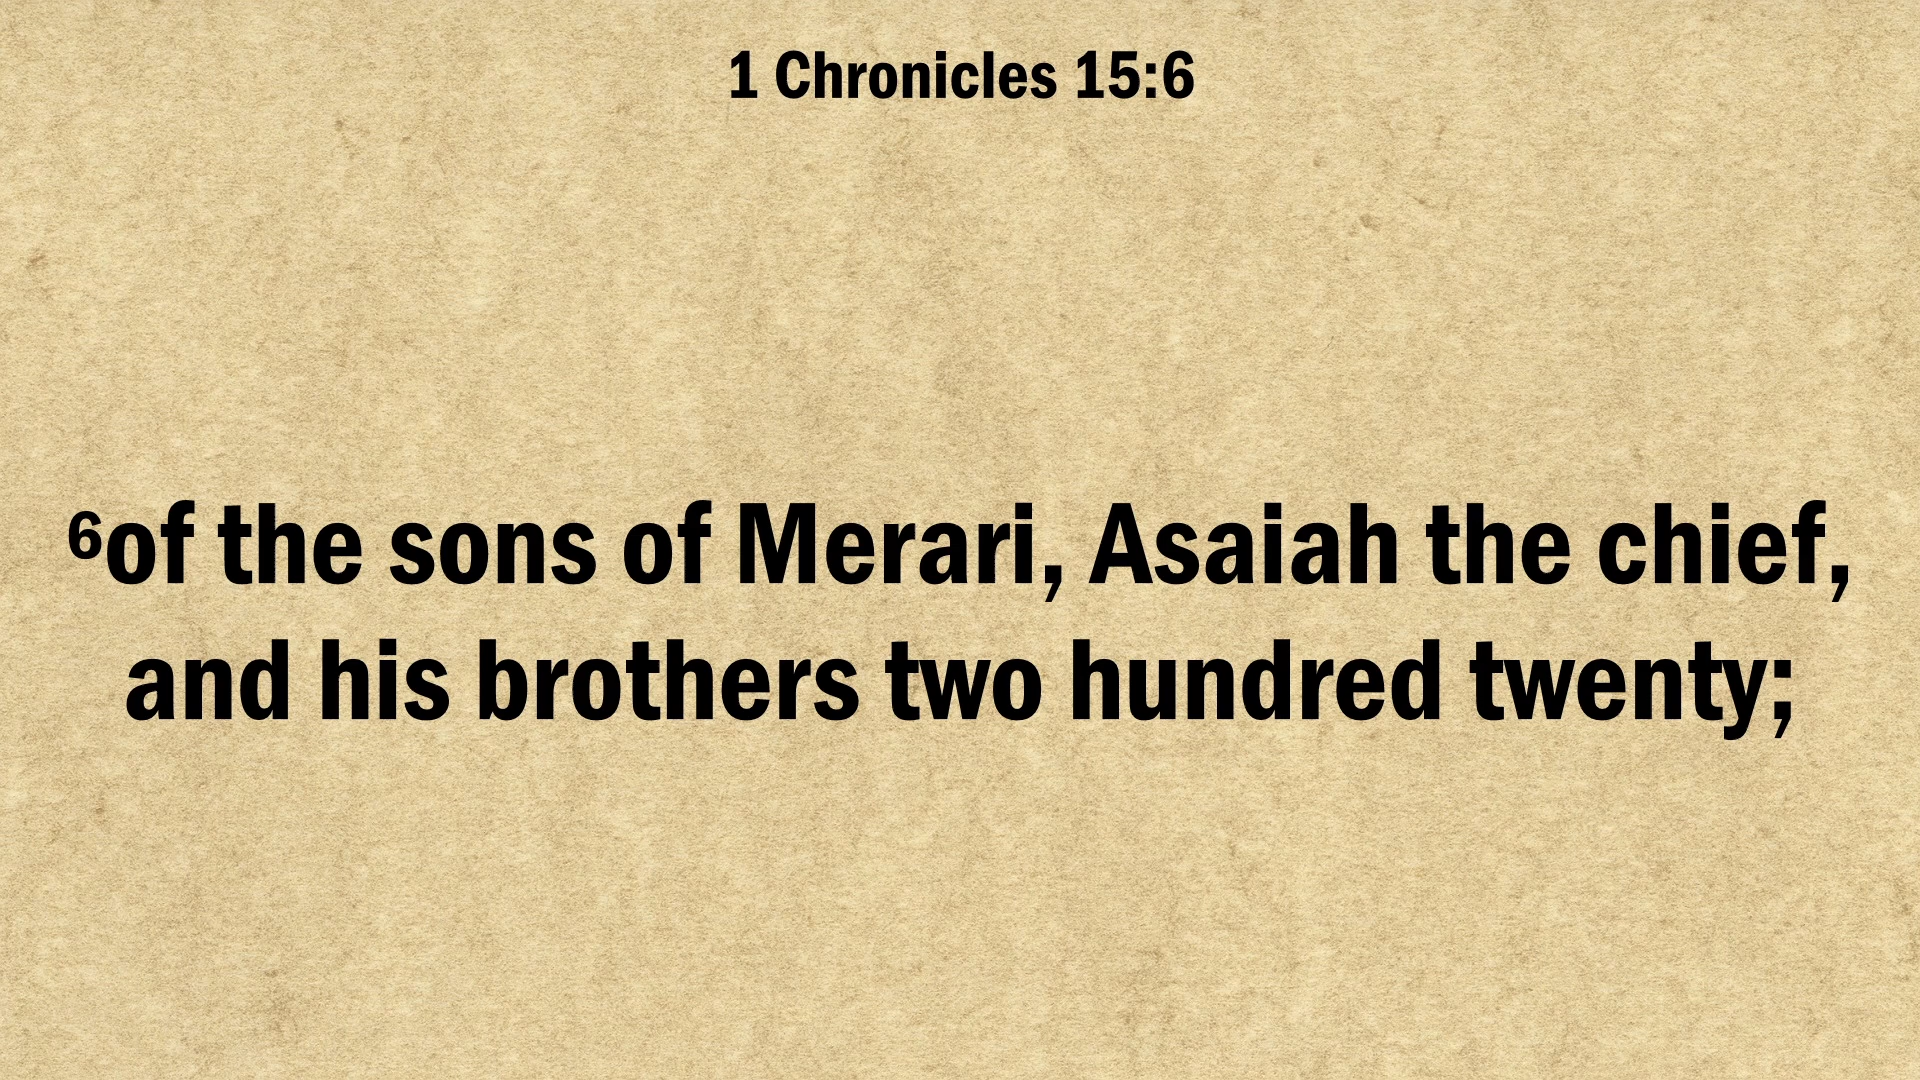 1 Chronicles 15:6
⁶of the sons of Merari, Asaiah the chief,
and his brothers two hundred twenty;